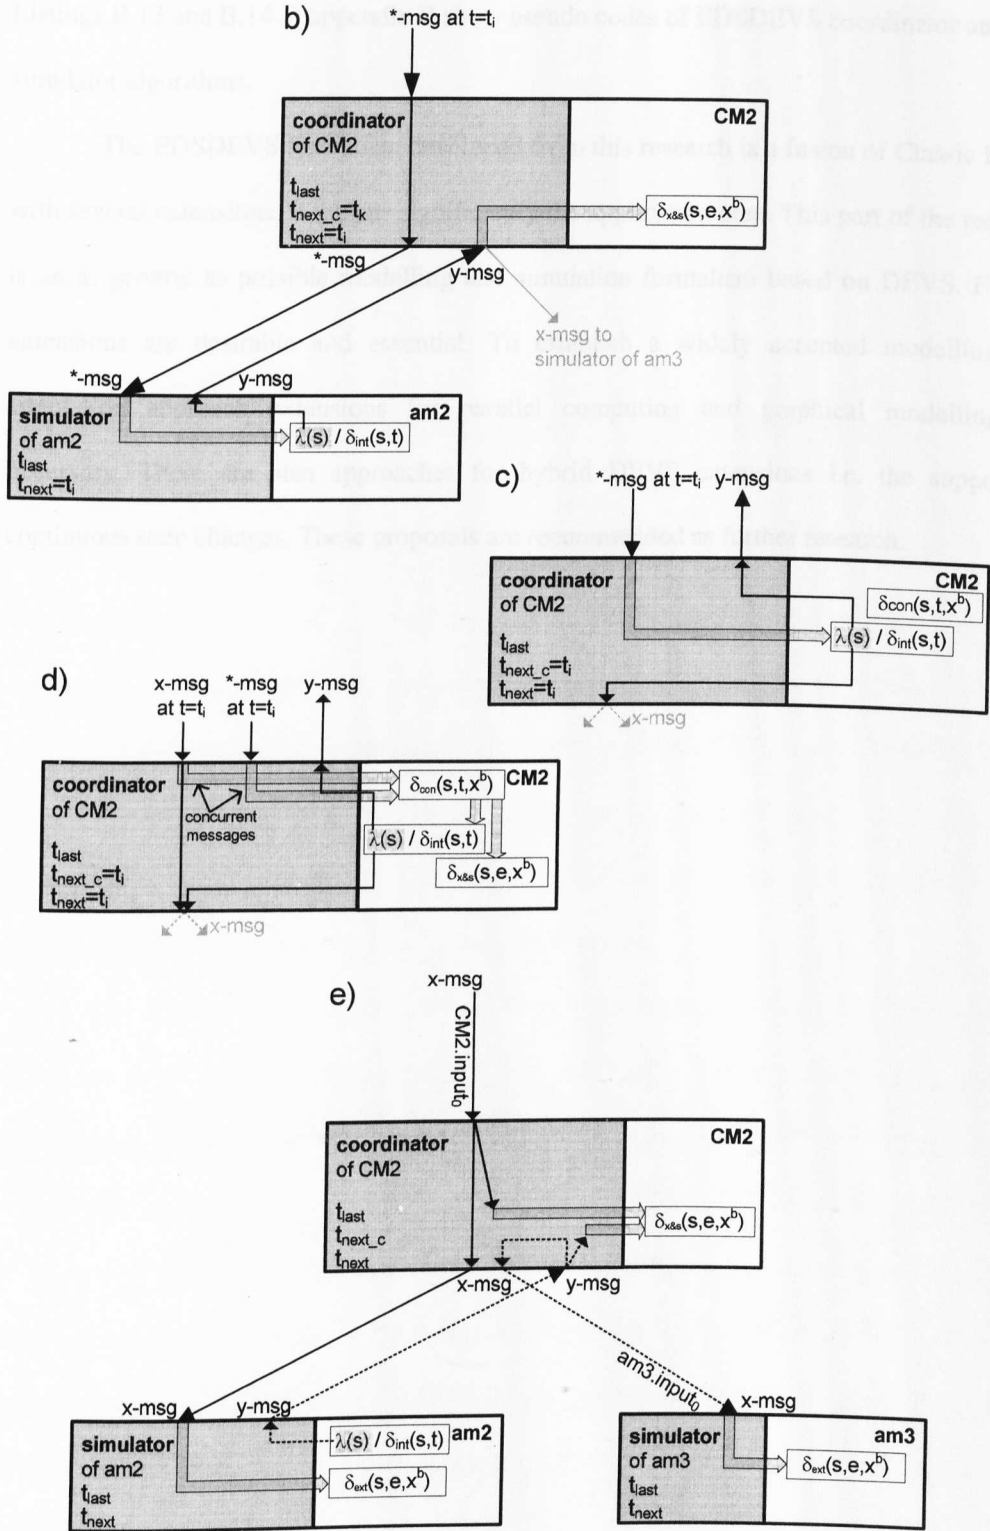 b)
*-msg at t=ti
coordinator
of CM2
CM2
tlast
tnext_c=tk
tnext=ti
δx&s(s,e,xb)
*-msg
y-msg
x-msg to
simulator of am3
*-msg
y-msg
simulator
of am2
am2
λ(s) / δint(s,t)
tlast
tnext=ti
c)
*-msg at t=ti
y-msg
coordinator
of CM2
CM2
δcon(s,t,xb)
λ(s) / δint(s,t)
tlast
tnext_c=ti
tnext=ti
x-msg
d)
x-msg
at t=ti
*-msg
at t=ti
y-msg
coordinator
of CM2
CM2
δcon(s,t,xb)
concurrent
messages
λ(s) / δint(s,t)
δx&s(s,e,xb)
tlast
tnext_c=ti
tnext=ti
x-msg
e)
x-msg
CM2.input0
coordinator
of CM2
CM2
tlast
tnext_c
tnext
δx&s(s,e,xb)
x-msg
y-msg
am3.input0
x-msg
y-msg
simulator
of am2
am2
λ(s) / δint(s,t)
δext(s,e,xb)
tlast
tnext
x-msg
simulator
of am3
am3
δext(s,e,xb)
tlast
tnext